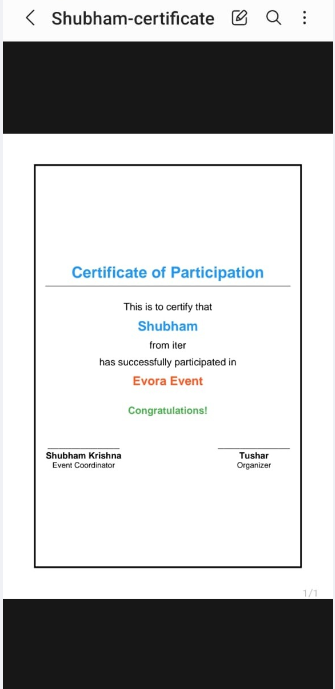 Shubham-certificate
Certificate of Participation
This is to certify that
Shubham
from iter
has successfully participated in
Evora Event
Congratulations!
Shubham Krishna
Event Coordinator
Tushar
Organizer
1/1